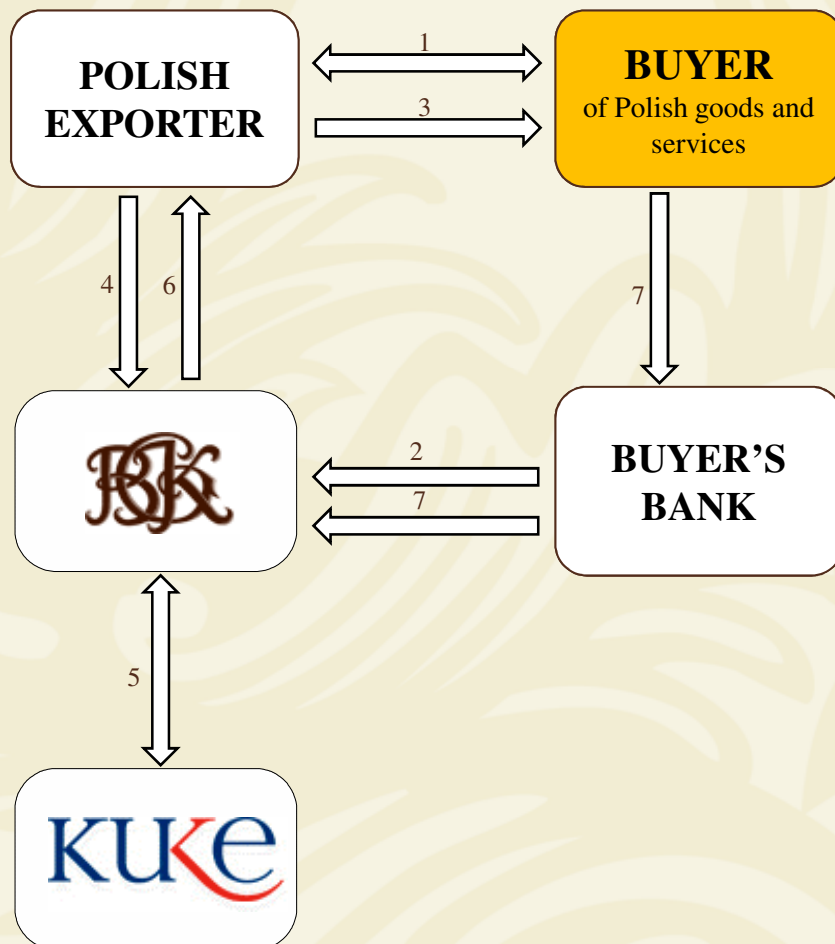 POLISH
EXPORTER
1
3
BUYER
of Polish goods and
services
4
6
7
BGK
2
7
BUYER'S
BANK
5
KUKE